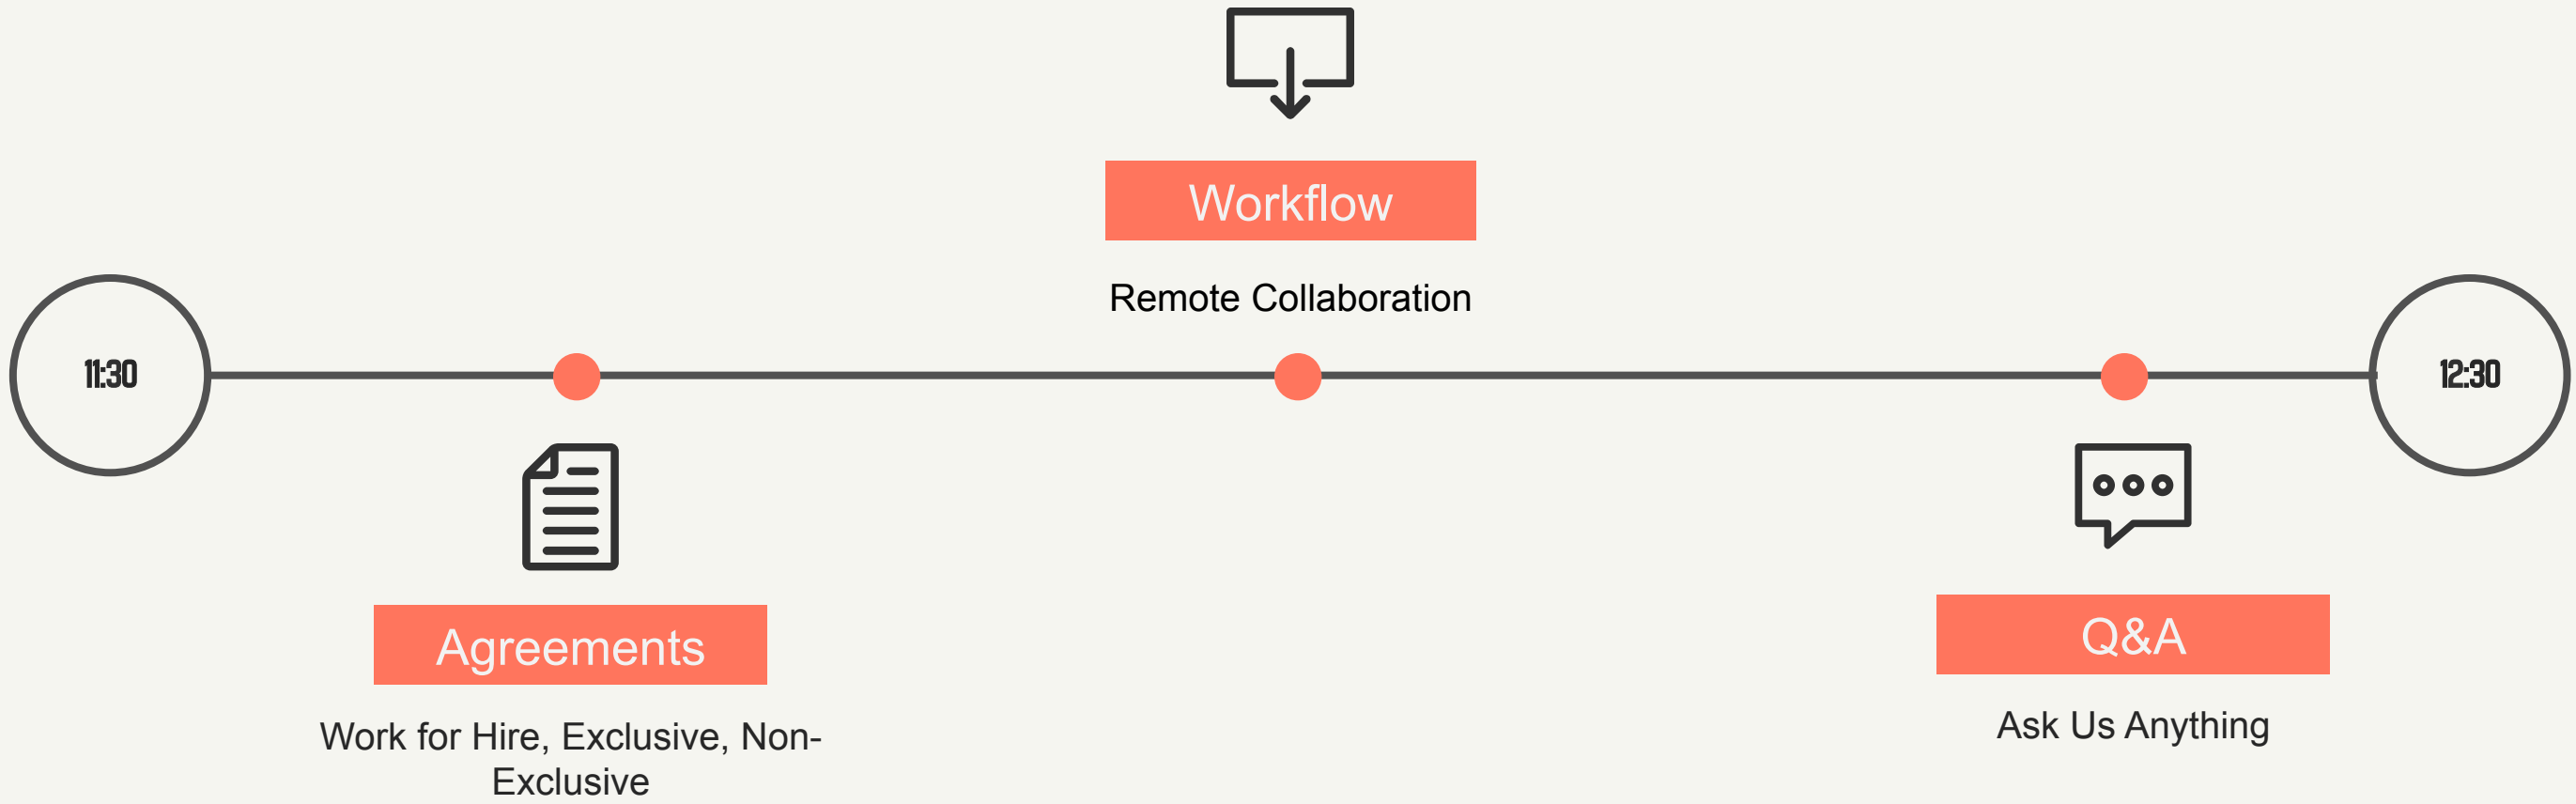 Workflow
Remote Collaboration
11:30
12:30
Agreements
Work for Hire, Exclusive, Non-
Exclusive
Q&A
Ask Us Anything